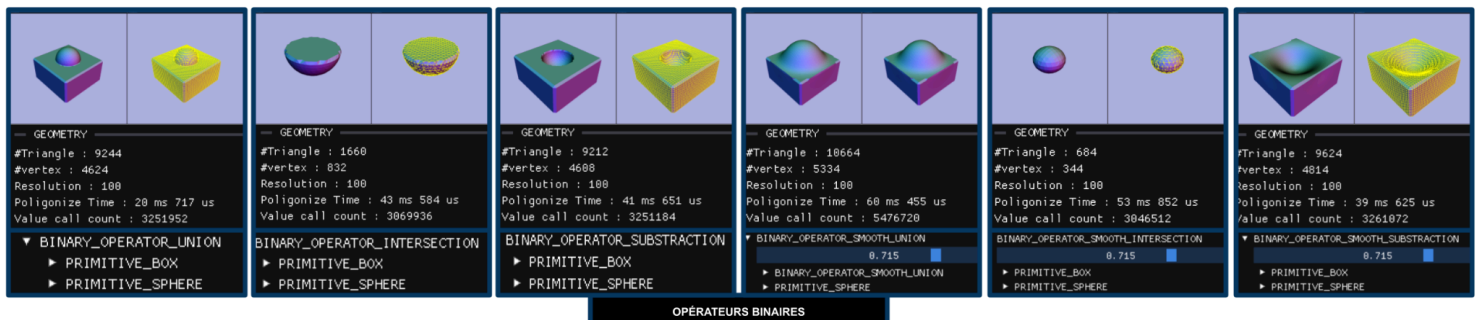 GEOMETRY
#Triangle : 9244
#vertex : 4624
Resolution : 100
Poligonize Time : 20 ms 717 us
Value call count : 3251952
BINARY_OPERATOR_UNION
PRIMITIVE_BOX
PRIMITIVE_SPHERE
GEOMETRY
#Triangle : 1660
#vertex : 832
Resolution : 100
Poligonize Time : 43 ms 584 us
Value call count : 3069936
BINARY_OPERATOR_INTERSECTION
PRIMITIVE_BOX
PRIMITIVE_SPHERE
GEOMETRY
#Triangle : 9212
#vertex : 4608
Resolution : 100
Poligonize Time : 41 ms 651 us
Value call count : 3251184
BINARY_OPERATOR_SUBSTRACTION
PRIMITIVE_BOX
PRIMITIVE_SPHERE
GEOMETRY
#Triangle : 10664
#vertex : 5334
Resolution : 100
Poligonize Time : 60 ms 455 us
Value call count : 5476720
BINARY_OPERATOR_SMOOTH_UNION
0.715
BINARY_OPERATOR_SMOOTH_UNION
PRIMITIVE_SPHERE
GEOMETRY
#Triangle : 684
#vertex : 344
Resolution : 100
Poligonize Time : 53 ms 852 us
Value call count : 3046512
BINARY_OPERATOR_SMOOTH_INTERSECTION
0.715
PRIMITIVE_BOX
PRIMITIVE_SPHERE
GEOMETRY
#Triangle : 9624
#vertex : 4814
Resolution : 100
Poligonize Time : 39 ms 625 us
Value call count : 3261072
BINARY_OPERATOR_SMOOTH_SUBSTRACTION
0.715
PRIMITIVE_BOX
PRIMITIVE_SPHERE
OPÉRATEURS BINAIRES